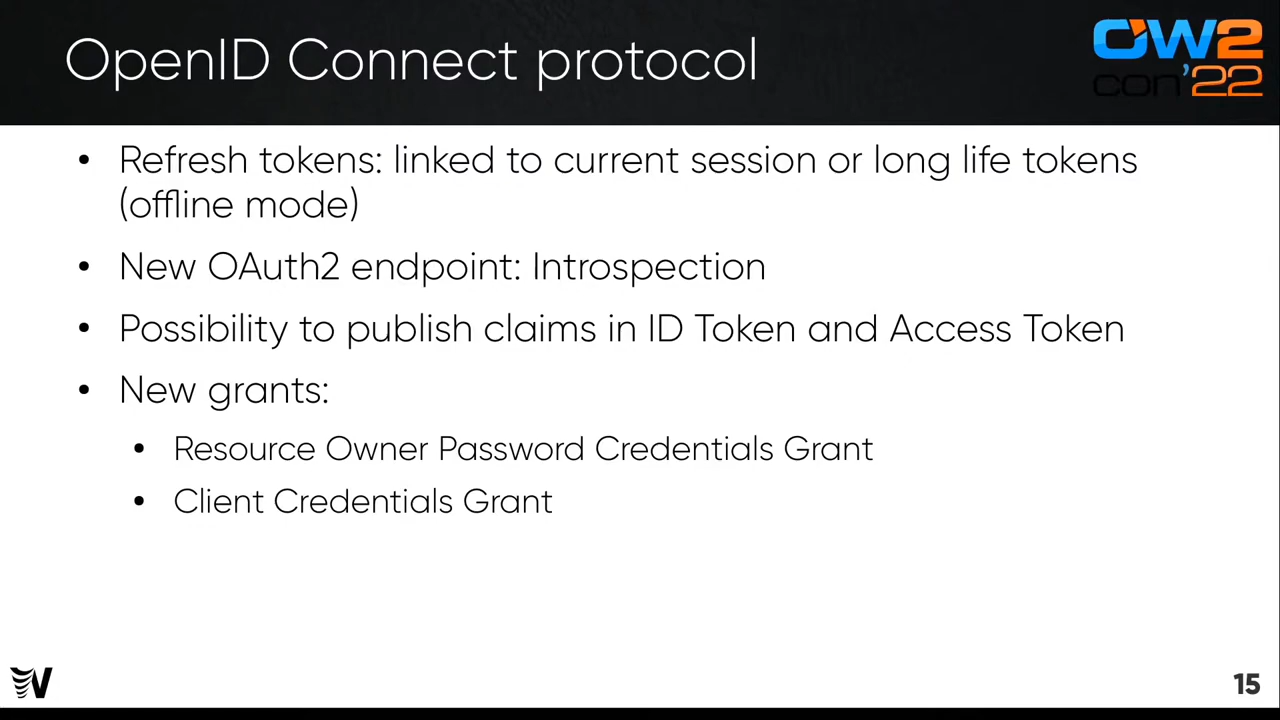 OpenID Connect protocol
OW2
con'22
• Refresh tokens: linked to current session or long life tokens
(offline mode)
• New OAuth2 endpoint: Introspection
• Possibility to publish claims in ID Token and Access Token
• New grants:
• Resource Owner Password Credentials Grant
• Client Credentials Grant
15